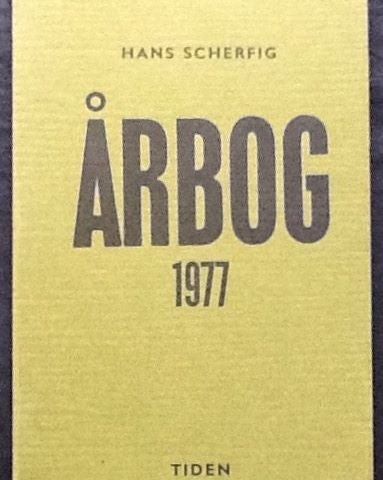 HANS SCHERFIG
ÅRBOG
1977
TIDEN